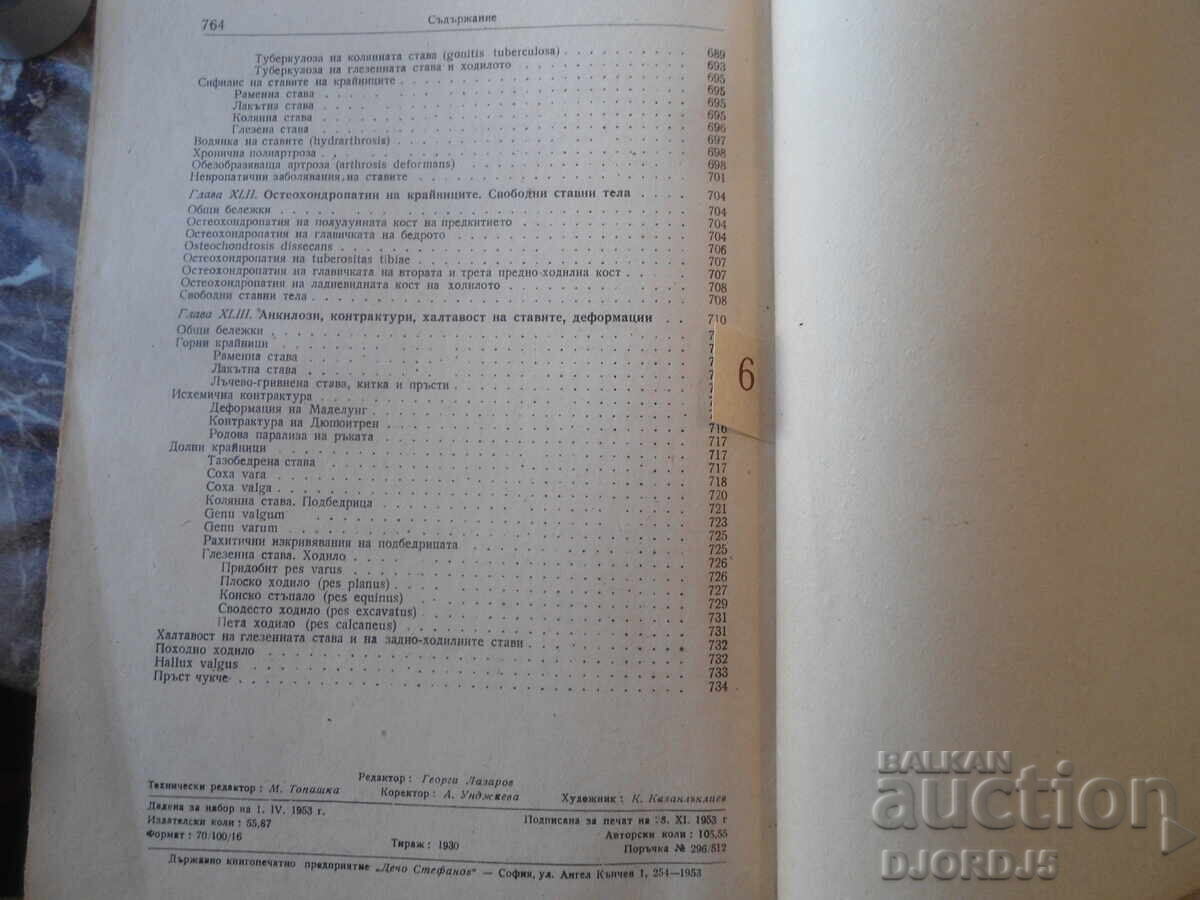 764
Съдържание
Туберкулоза на колянната става (gonitis tuberculosa) 689
Туберкулоза на глезенната става и ходилото 693
Сифилис на ставите на крайниците 695
Раменна става 695
Лакътна става 695
Колянна става 695
Глезена става 696
Водянка на ставите (hydrarthrosis) 697
Хронична полиартроза 698
Обезобразяваща артроза (arthrosis deformans) 698
Невропатични заболявания на ставите 701
Глава XLII. Остеохондропатии на крайниците. Свободни ставни тела 704
Общи бележки 704
Остеохондропатия на полулунната кост на предкитието 704
Остеохондропатия на главичката на бедрото 704
Osteochondrosis dissecans 706
Остеохондропатия на tuberositas tibiae 707
Остеохондропатия на главичката на втората и трета предно-ходилна кост 707
Остеохондропатия на ладиевидната кост на ходилото 708
Свободни ставни тела 708
Глава XLIII. Анкилози, контрактури, халтавост на ставите, деформации 710
Общи бележки
Горни крайници
Раменна става
Лакътна става
Лъчево-гривнена става, китка и пръсти
Исхемична контрактура
Деформация на Маделунг
Контрактура на Дюпюитрен 716
Родова парализа на ръката 717
Долни крайници 717
Тазобедрена става 717
Coxa vara 718
Coxa valga 720
Колянна става. Подбедрица 721
Genu valgum 723
Genu varum 725
Рахитични изкривявания на подбедрицата 725
Глезенна става. Ходило 726
Придобит pes varus 726
Плоско ходило (pes planus) 727
Конско стъпало (pes equinus) 729
Сводесто ходило (pes excavatus) 731
Пета ходило (pes calcaneus) 731
Халтавост на глезенната става и на задно-ходилните стави 732
Походно ходило 732
Hallux valgus 733
Пръст чукче 734
6
Редактор: Георги Лазаров
Технически редактор: М. Топашка Коректор: А. Унджиева Художник: К. Казанлъклиев
Дадена за набор на 1. IV. 1953 г. Подписана за печат на 8. XI. 1953 г
Издателски коли: 55,87 Авторски коли: 105,55
Формат: 70/100/16 Тираж: 1930 Поръчка № 296/512
Държавно книгопечатно предприятие „Дечо Стефанов“ — София, ул. Ангел Кънчев 1, 254—1953
BALKAN
auction
DJORDJ5